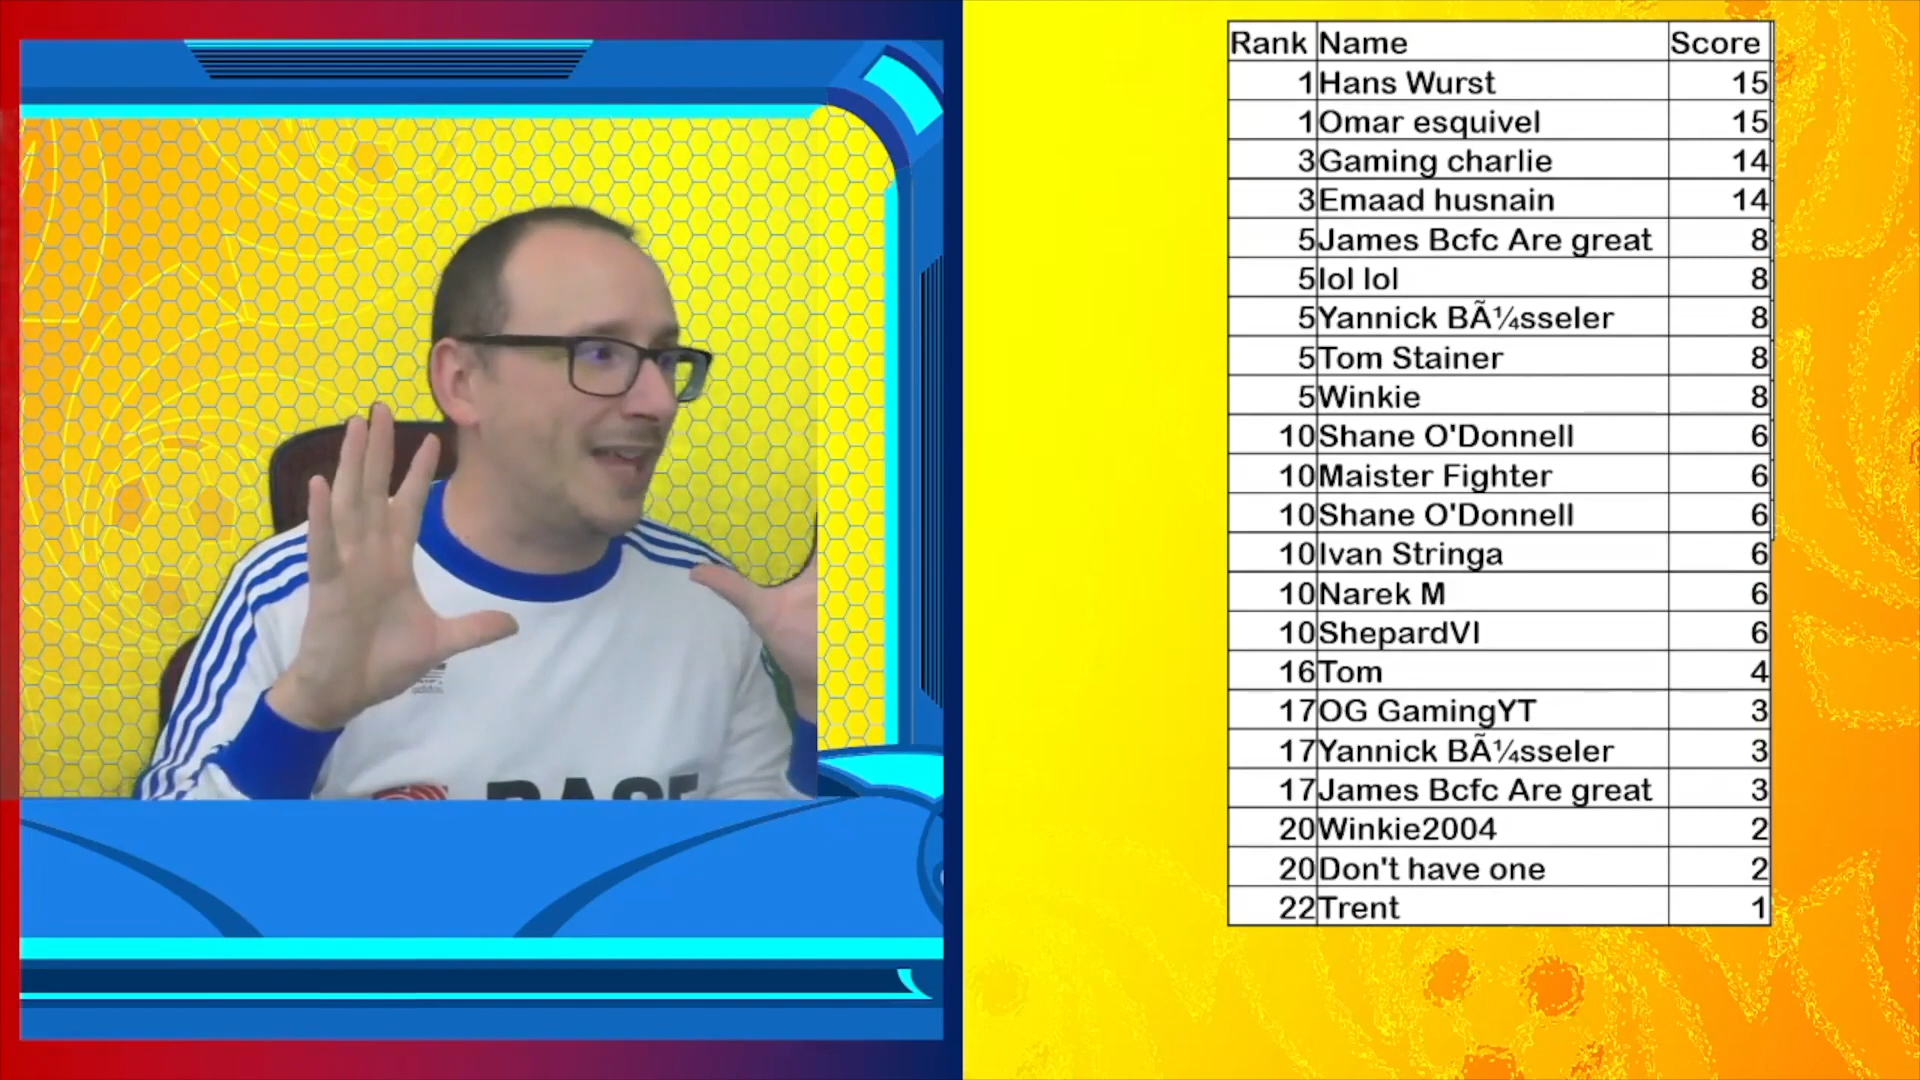 Rank Name Score
1 Hans Wurst 15
1 Omar esquivel 15
3 Gaming charlie 14
3 Emaad husnain 14
5 James Bcfc Are great 8
5 lol lol 8
5 Yannick BÃ¼sseler 8
5 Tom Stainer 8
5 Winkie 8
10 Shane O'Donnell 6
10 Maister Fighter 6
10 Shane O'Donnell 6
10 Ivan Stringa 6
10 Narek M 6
10 ShepardVI 6
16 Tom 4
17 OG GamingYT 3
17 Yannick BÃ¼sseler 3
17 James Bcfc Are great 3
20 Winkie2004 2
20 Don't have one 2
22 Trent 1
adidas